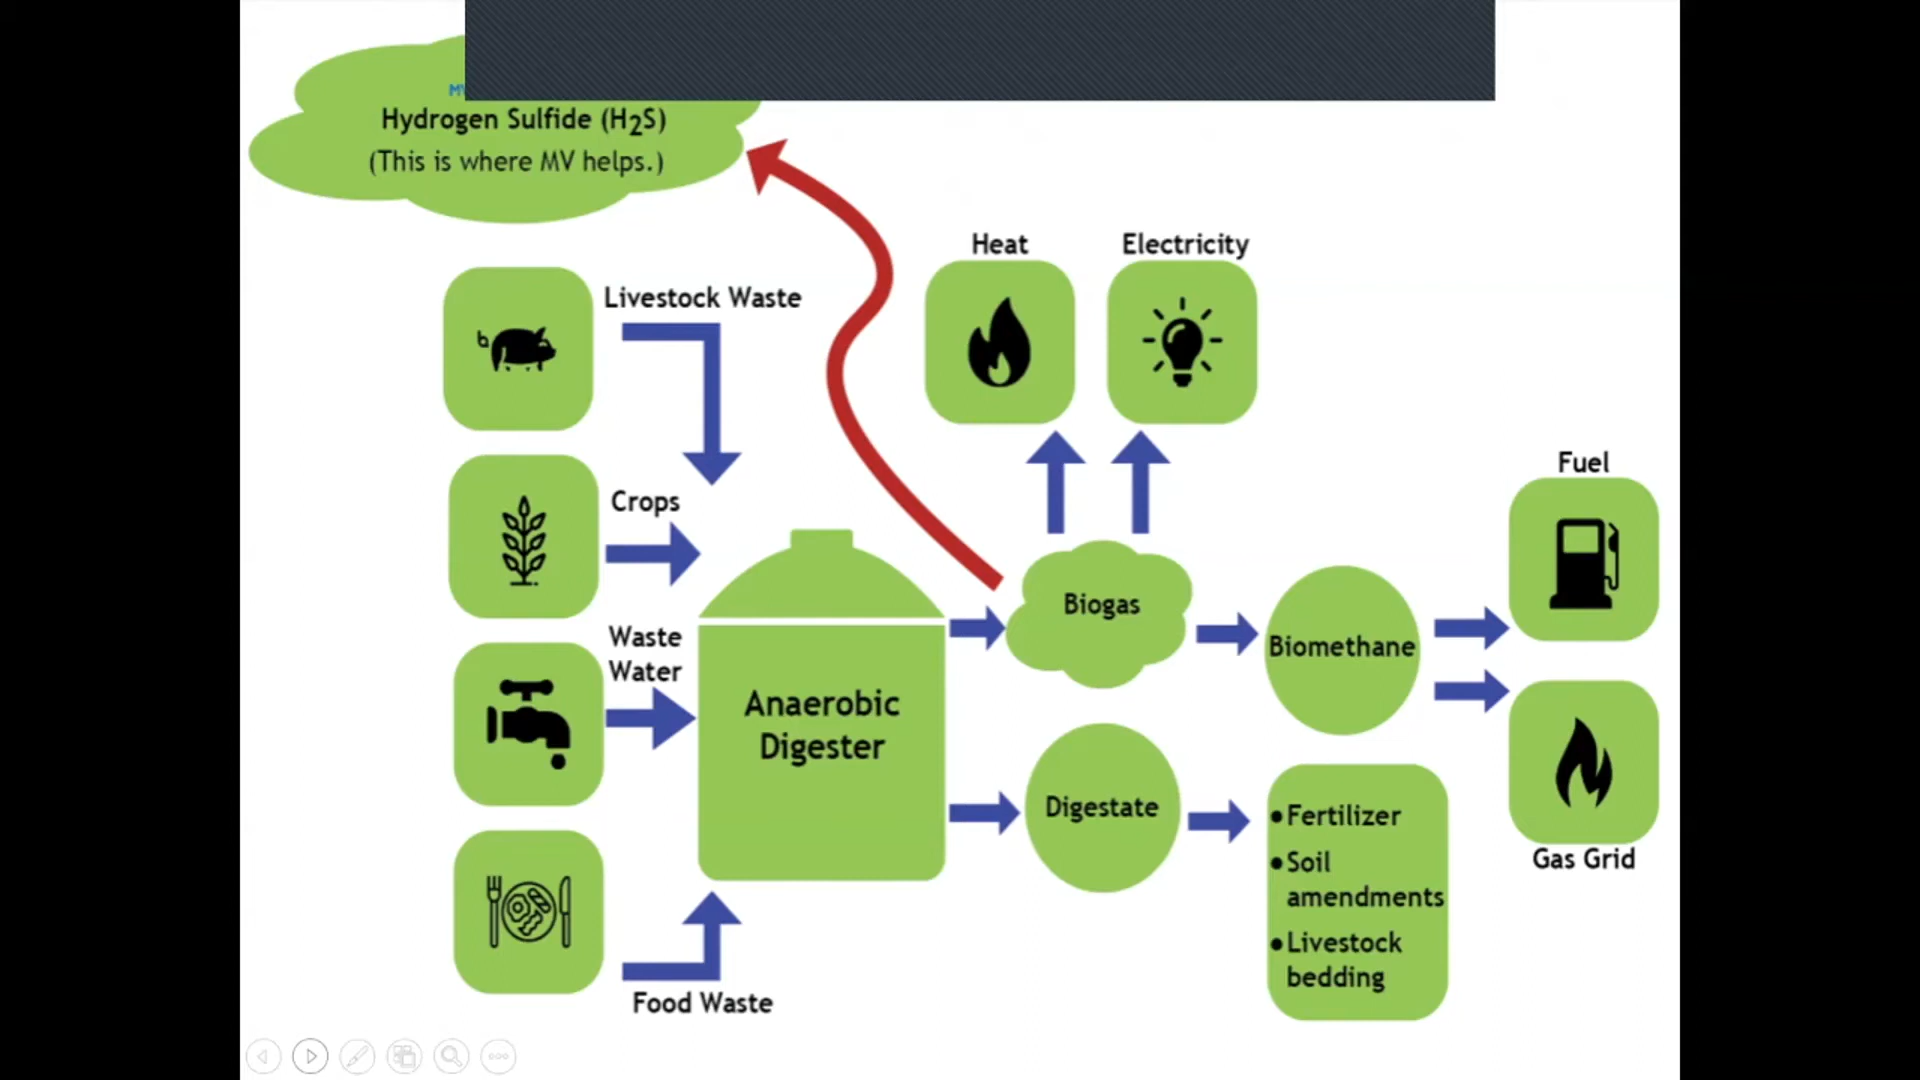 Hydrogen Sulfide (H2S)
(This is where MV helps.)
Heat
Electricity
Livestock Waste
Fuel
Crops
Biogas
Waste
Water
Biomethane
Anaerobic
Digester
Digestate
• Fertilizer
• Soil
amendments
• Livestock
bedding
Gas Grid
Food Waste